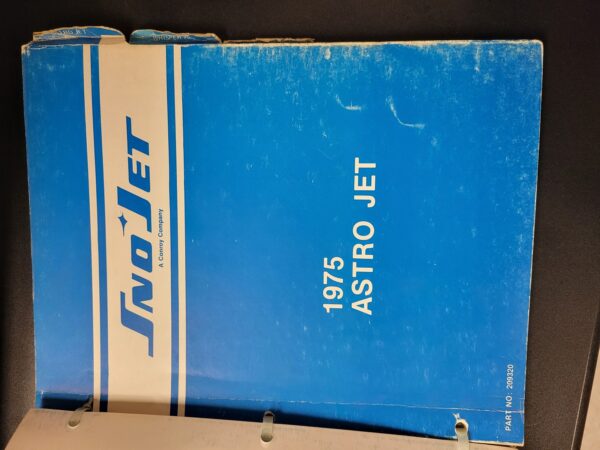 SNO JET
A Conroy Company
1975
ASTRO JET
PART NO: 209320